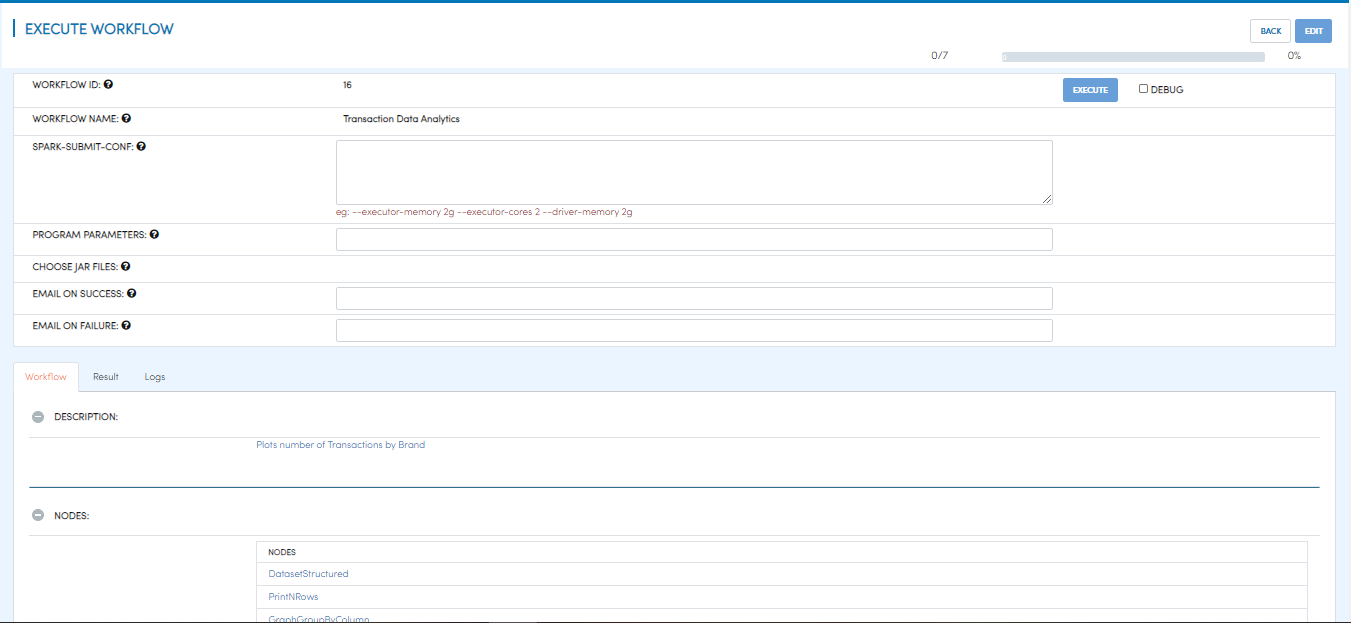 EXECUTE WORKFLOW
BACK
EDIT
0/7
0%
WORKFLOW ID:
16
EXECUTE
DEBUG
WORKFLOW NAME:
Transaction Data Analytics
SPARK-SUBMIT-CONF:
eg: --executor-memory 2g --executor-cores 2 --driver-memory 2g
PROGRAM PARAMETERS:
CHOOSE JAR FILES:
EMAIL ON SUCCESS:
EMAIL ON FAILURE:
Workflow
Result
Logs
DESCRIPTION:
Plots number of Transactions by Brand
NODES:
NODES
DatasetStructured
PrintNRows
GraphGroupByColumn